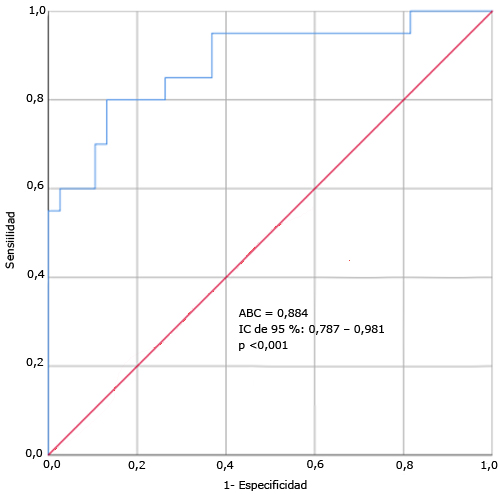 1,0
0,8
0,6
0,4
0,2
0,0
Sensiilidad
ABC = 0,884
IC de 95 %: 0,787 – 0,981
p <0,001
0,0 0,2 0,4 0,6 0,8 1,0
1- Especificidad